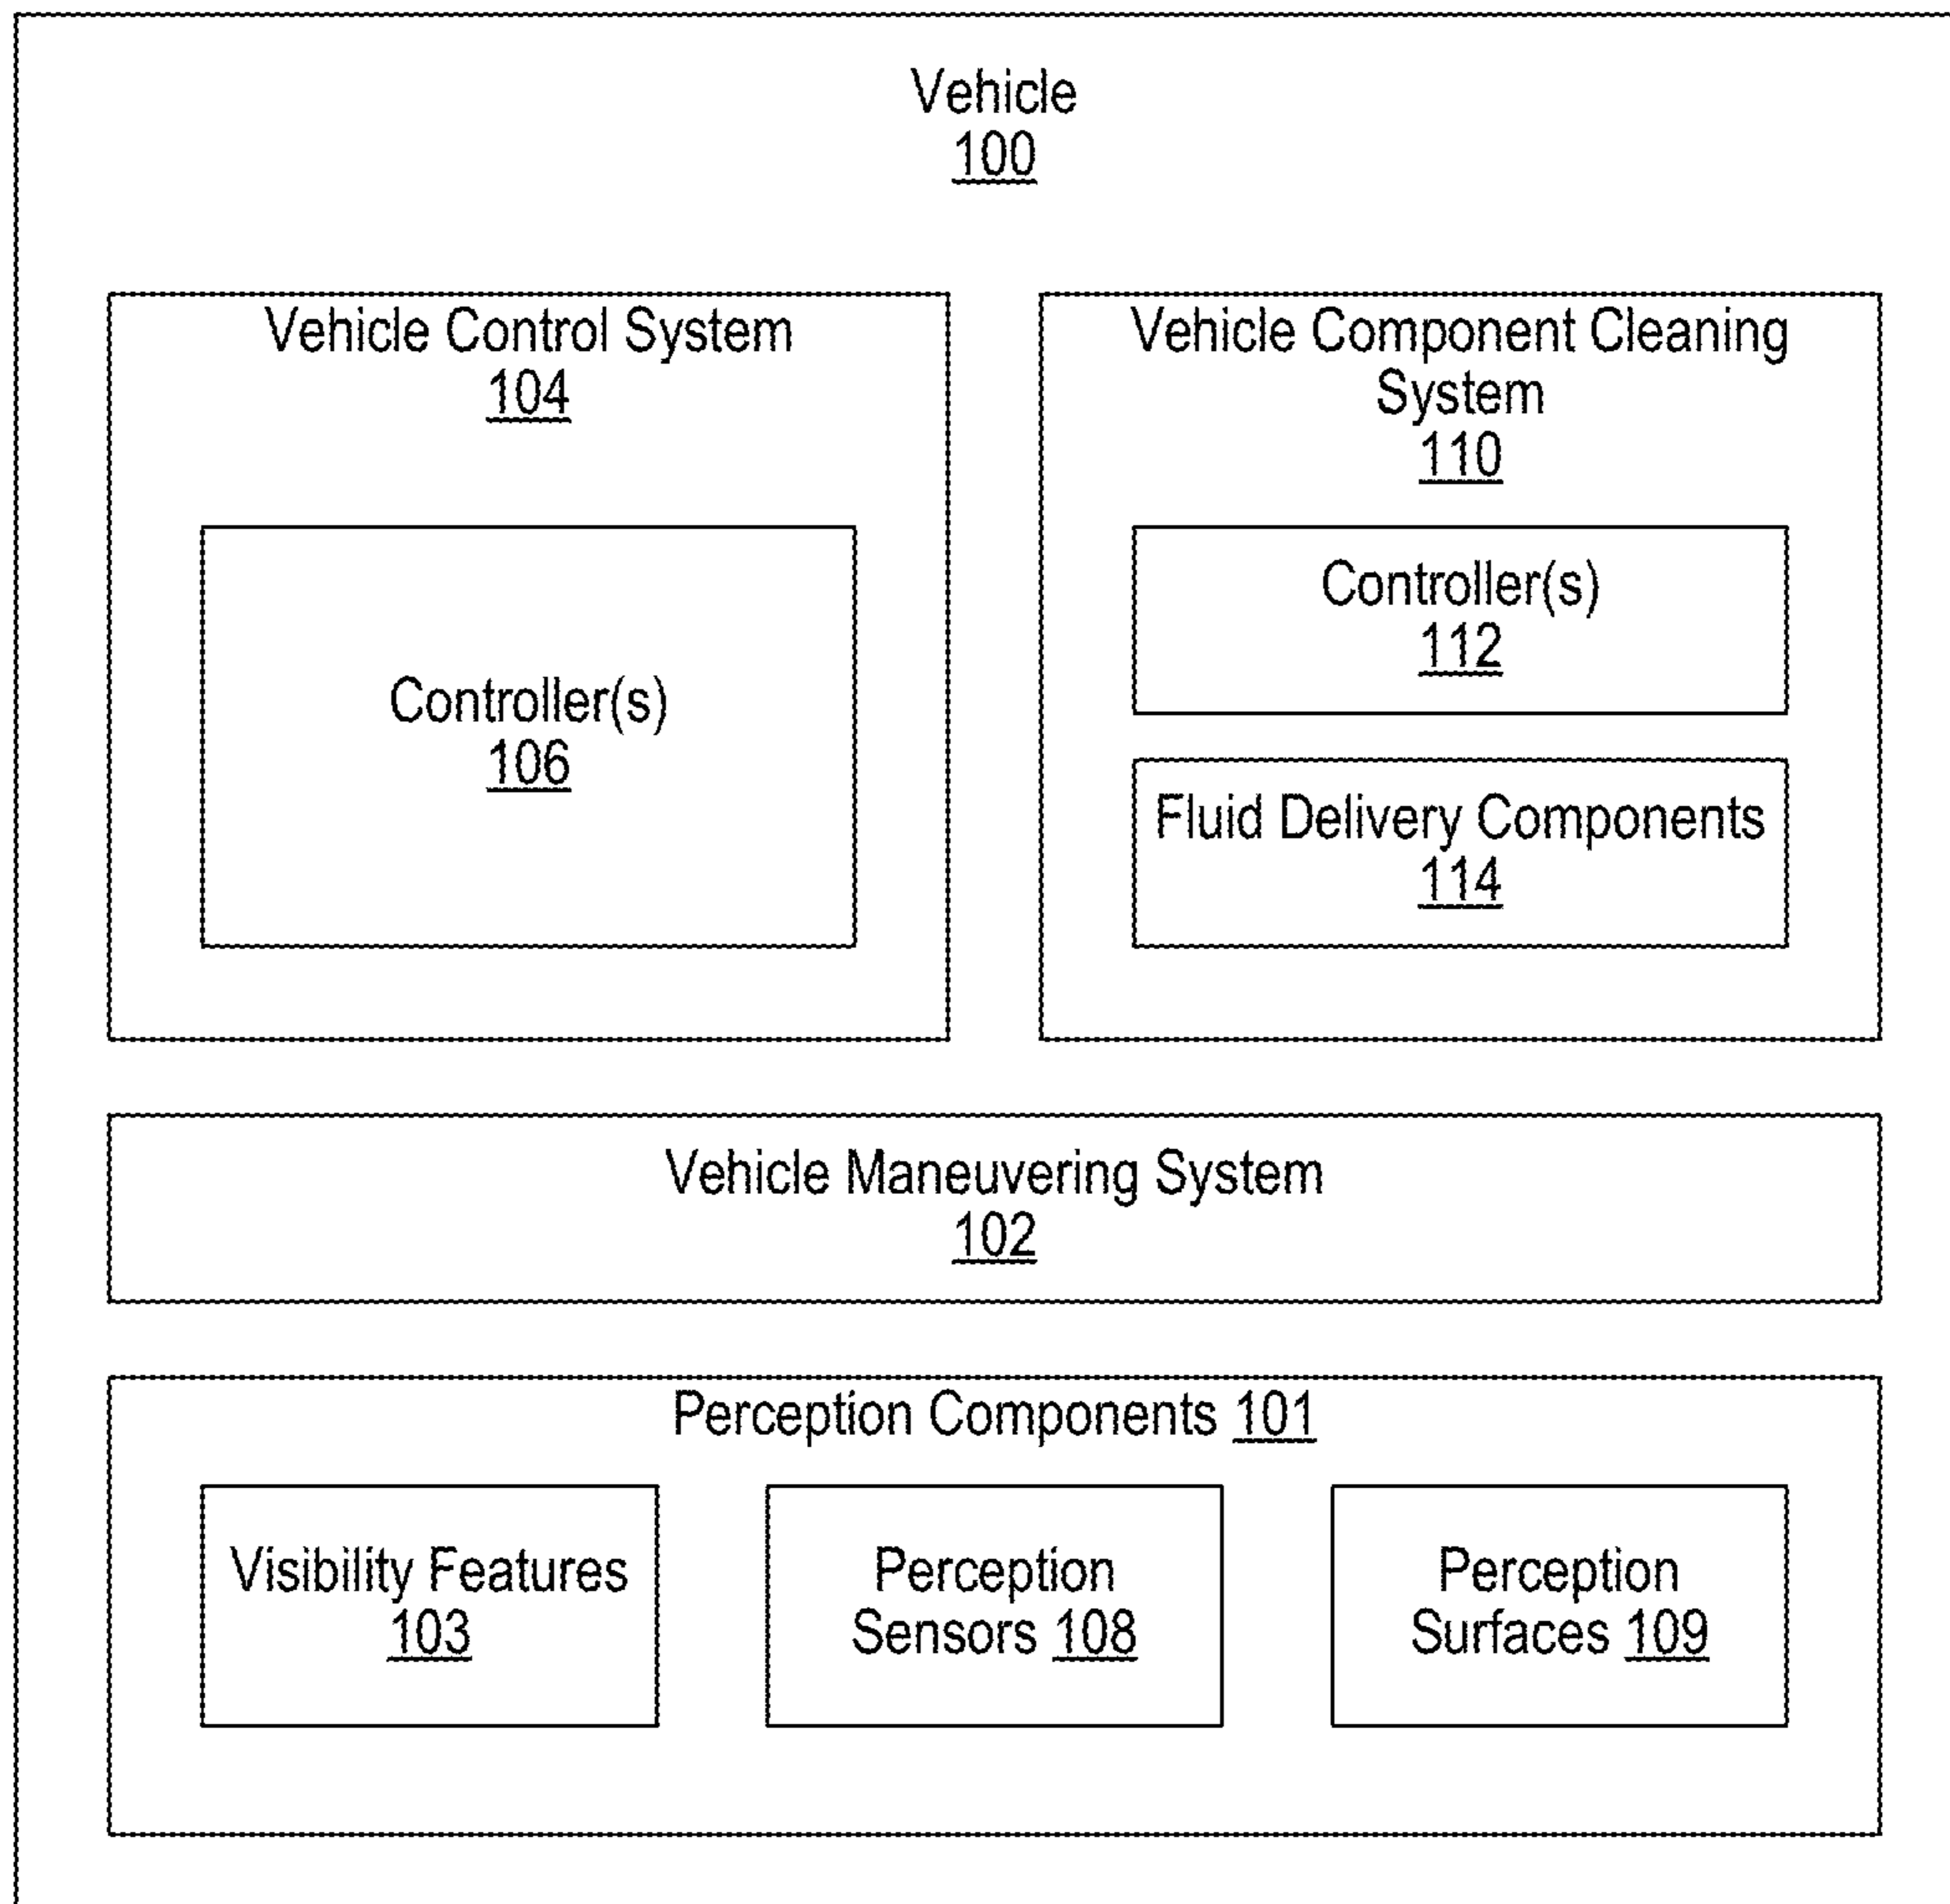 Vehicle
100
Vehicle Control System
104
Controller(s)
106
Vehicle Component Cleaning
System
110
Controller(s)
112
Fluid Delivery Components
114
Vehicle Maneuvering System
102
Perception Components 101
Visibility Features
103
Perception
Sensors 108
Perception
Surfaces 109